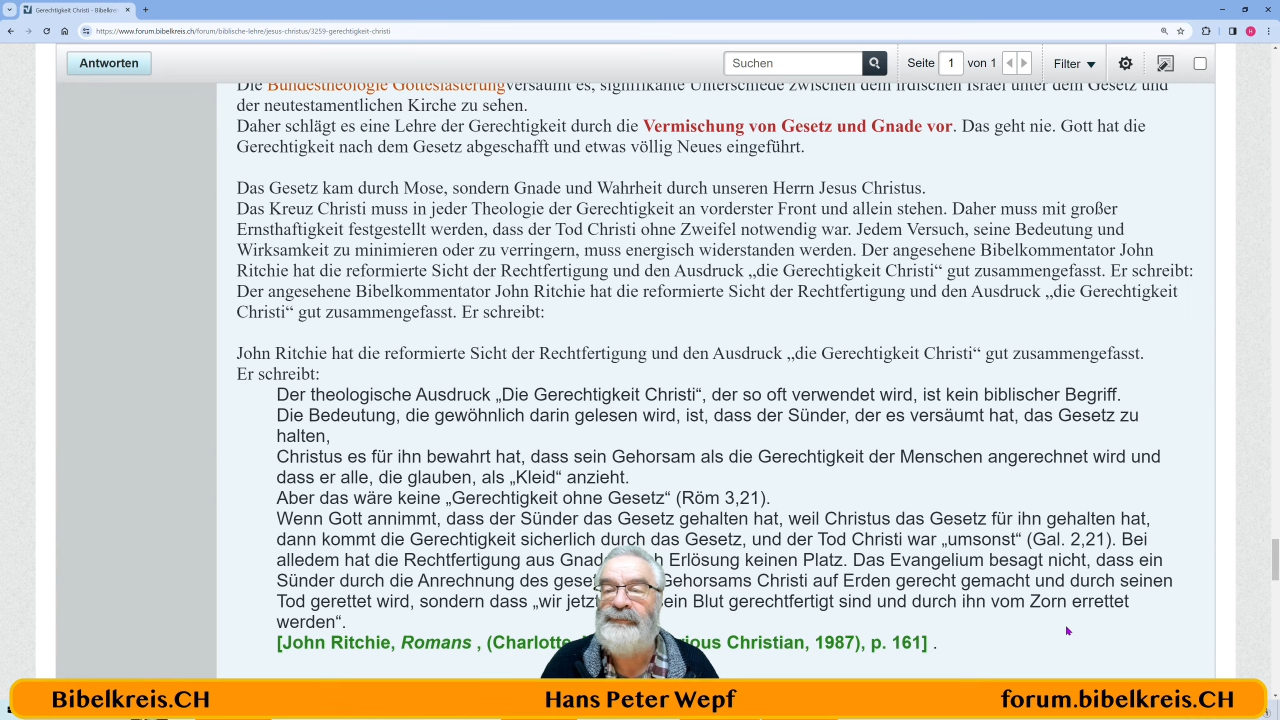 Gerechtigkeit Christi - Bibelkrei
https://www.forum.bibelkreis.ch/forum/biblische-lehre/jesus-christus/3259-gerechtigkeit-christi
Antworten
Suchen
Seite 1 von 1
Filter
Die Bundestheologie Gotteslästerungversäumt es, signifikante Unterschiede zwischen dem irdischen Israel unter dem Gesetz und
der neutestamentlichen Kirche zu sehen.
Daher schlägt es eine Lehre der Gerechtigkeit durch die Vermischung von Gesetz und Gnade vor. Das geht nie. Gott hat die
Gerechtigkeit nach dem Gesetz abgeschafft und etwas völlig Neues eingeführt.
Das Gesetz kam durch Mose, sondern Gnade und Wahrheit durch unseren Herrn Jesus Christus.
Das Kreuz Christi muss in jeder Theologie der Gerechtigkeit an vorderster Front und allein stehen. Daher muss mit großer
Ernsthaftigkeit festgestellt werden, dass der Tod Christi ohne Zweifel notwendig war. Jedem Versuch, seine Bedeutung und
Wirksamkeit zu minimieren oder zu verringern, muss energisch widerstanden werden. Der angesehene Bibelkommentator John
Ritchie hat die reformierte Sicht der Rechtfertigung und den Ausdruck „die Gerechtigkeit Christi“ gut zusammengefasst. Er schreibt:
Der angesehene Bibelkommentator John Ritchie hat die reformierte Sicht der Rechtfertigung und den Ausdruck „die Gerechtigkeit
Christi“ gut zusammengefasst. Er schreibt:
John Ritchie hat die reformierte Sicht der Rechtfertigung und den Ausdruck „die Gerechtigkeit Christi“ gut zusammengefasst.
Er schreibt:
Der theologische Ausdruck „Die Gerechtigkeit Christi“, der so oft verwendet wird, ist kein biblischer Begriff.
Die Bedeutung, die gewöhnlich darin gelesen wird, ist, dass der Sünder, der es versäumt hat, das Gesetz zu
halten,
Christus es für ihn bewahrt hat, dass sein Gehorsam als die Gerechtigkeit der Menschen angerechnet wird und
dass er alle, die glauben, als „Kleid“ anzieht.
Aber das wäre keine „Gerechtigkeit ohne Gesetz“ (Röm 3,21).
Wenn Gott annimmt, dass der Sünder das Gesetz gehalten hat, weil Christus das Gesetz für ihn gehalten hat,
dann kommt die Gerechtigkeit sicherlich durch das Gesetz, und der Tod Christi war „umsonst“ (Gal. 2,21). Bei
alledem hat die Rechtfertigung aus Gnade Erlösung keinen Platz. Das Evangelium besagt nicht, dass ein
Sünder durch die Anrechnung des Gehorsams Christi auf Erden gerecht gemacht und durch seinen
Tod gerettet wird, sondern dass „wir jetzt sein Blut gerechtfertigt sind und durch ihn vom Zorn errettet
werden“.
[John Ritchie, Romans , (Charlotte, Christian, 1987), p. 161] .
Bibelkreis.CH
Hans Peter Wepf
forum.bibelkreis.CH